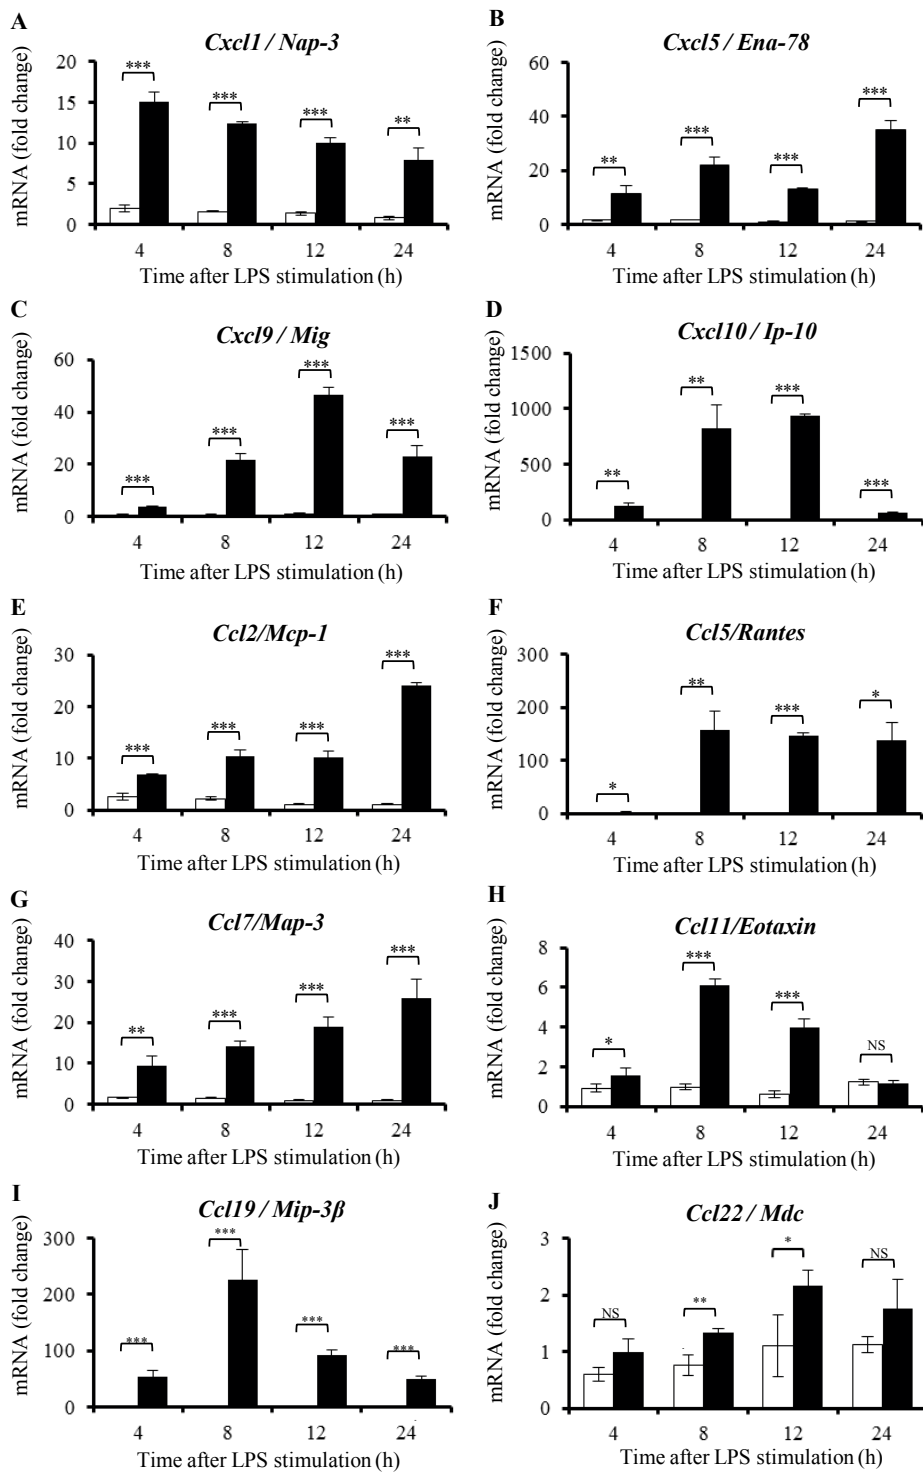 A
Cxcl1 / Nap-3
mRNA (fold change)
20
15
10
5
0
***
***
***
**
4 8 12 24
Time after LPS stimulation (h)
B
Cxcl5 / Ena-78
mRNA (fold change)
60
40
20
0
**
***
***
***
4 8 12 24
Time after LPS stimulation (h)
C
Cxcl9 / Mig
mRNA (fold change)
60
40
20
0
***
***
***
***
4 8 12 24
Time after LPS stimulation (h)
D
Cxcl10 / Ip-10
mRNA (fold change)
1500
1000
500
0
**
**
***
***
4 8 12 24
Time after LPS stimulation (h)
E
Ccl2/Mcp-1
mRNA (fold change)
30
20
10
0
***
***
***
***
4 8 12 24
Time after LPS stimulation (h)
F
Ccl5/Rantes
mRNA (fold change)
300
200
100
0
*
**
***
*
4 8 12 24
Time after LPS stimulation (h)
G
Ccl7/Map-3
mRNA (fold change)
40
30
20
10
0
**
***
***
***
4 8 12 24
Time after LPS stimulation (h)
H
Ccl11/Eotaxin
mRNA (fold change)
8
6
4
2
0
*
***
***
NS
4 8 12 24
Time after LPS stimulation (h)
I
Ccl19 / Mip-3β
mRNA (fold change)
300
200
100
0
***
***
***
***
4 8 12 24
Time after LPS stimulation (h)
J
Ccl22 / Mdc
mRNA (fold change)
3
2
1
0
NS
**
*
NS
4 8 12 24
Time after LPS stimulation (h)